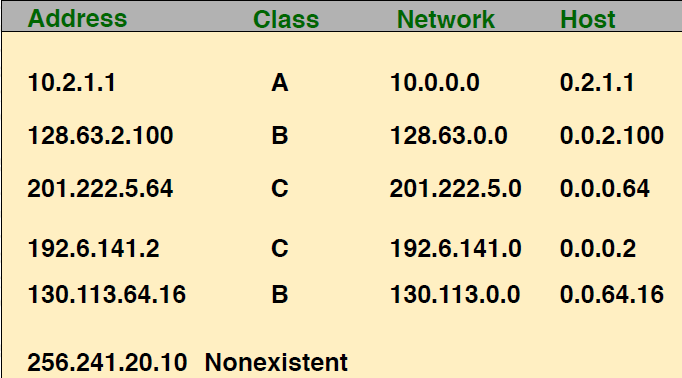 Address Class Network Host
10.2.1.1 A 10.0.0.0 0.2.1.1
128.63.2.100 B 128.63.0.0 0.0.2.100
201.222.5.64 C 201.222.5.0 0.0.0.64
192.6.141.2 C 192.6.141.0 0.0.0.2
130.113.64.16 B 130.113.0.0 0.0.64.16
256.241.20.10 Nonexistent